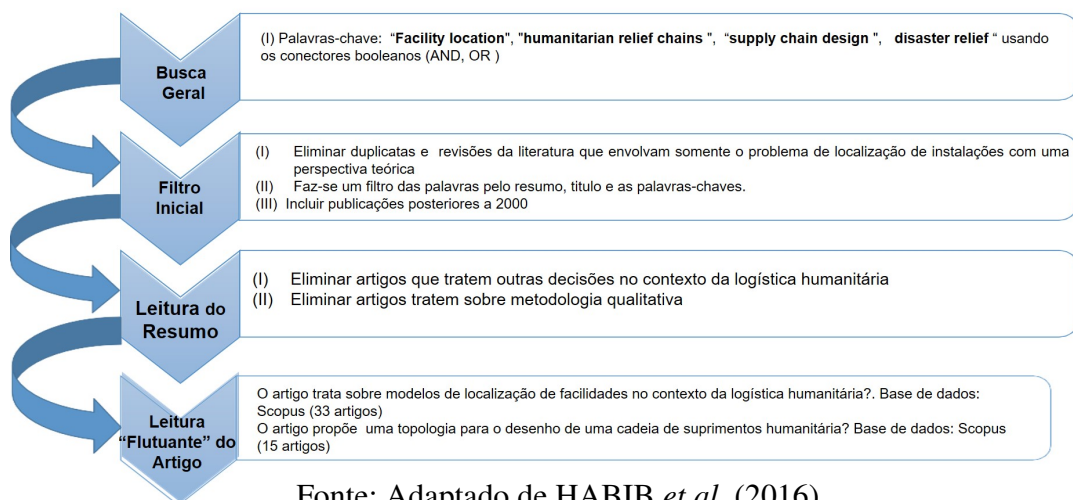 (I) Palavras-chave: “Facility location", "humanitarian relief chains ", “supply chain design ", disaster relief “ usando
os conectores booleanos (AND, OR )
Busca
Geral
(I) Eliminar duplicatas e revisões da literatura que envolvam somente o problema de localização de instalações com uma
perspectiva teórica
(II) Faz-se um filtro das palavras pelo resumo, titulo e as palavras-chaves.
(III) Incluir publicações posteriores a 2000
Filtro
Inicial
(I) Eliminar artigos que tratem outras decisões no contexto da logística humanitária
(II) Eliminar artigos tratem sobre metodologia qualitativa
Leitura do
Resumo
O artigo trata sobre modelos de localização de facilidades no contexto da logística humanitária?. Base de dados:
Scopus (33 artigos)
O artigo propõe uma topologia para o desenho de uma cadeia de suprimentos humanitária? Base de dados: Scopus
(15 artigos)
Leitura
“Flutuante” do
Artigo
Fonte: Adaptado de HABIB et al. (2016)